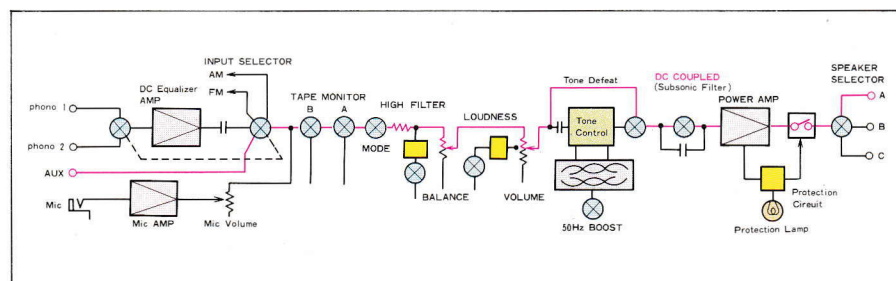 INPUT SELECTOR
AM
FM
DC Equalizer
AMP
phono 1
phono 2
AUX
Mic
Mic AMP
Mic Volume
TAPE MONITOR
B
A
MODE
HIGH FILTER
BALANCE
LOUDNESS
VOLUME
Tone Defeat
Tone
Control
50Hz BOOST
DC COUPLED
(Subsonic Filter)
POWER AMP
Protection
Circuit
Protection Lamp
SPEAKER
SELECTOR
A
B
C